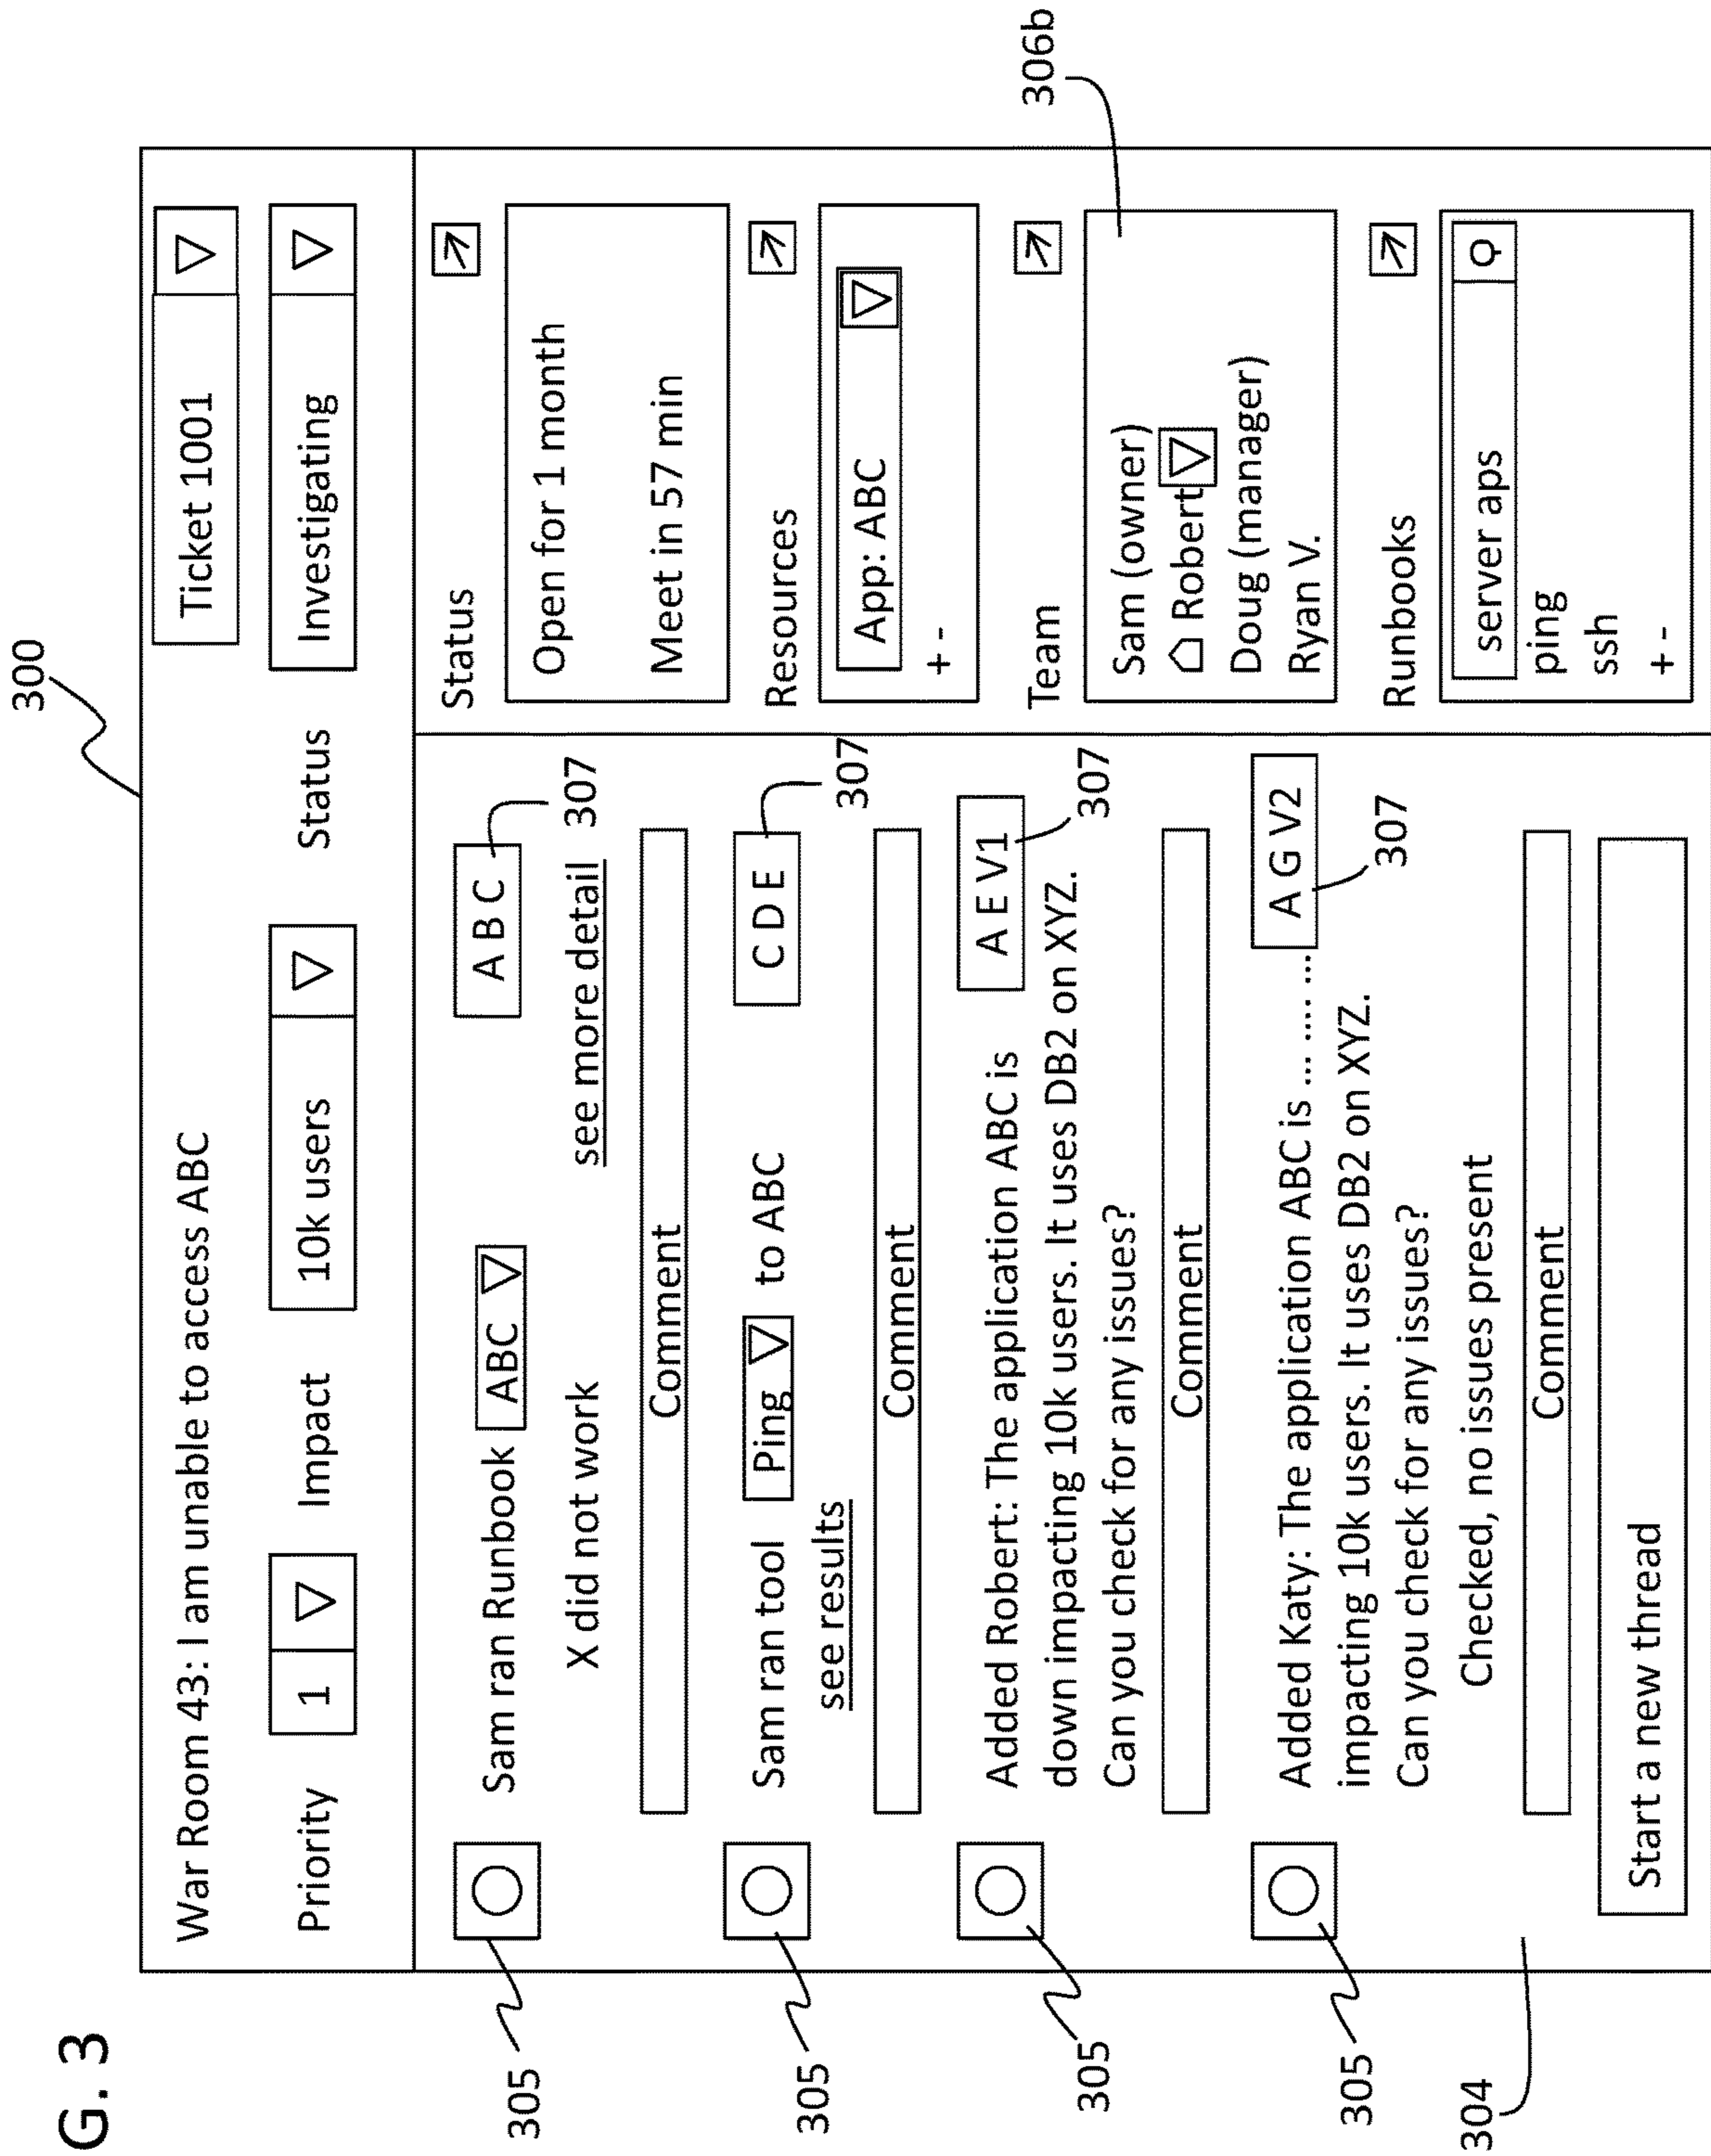 G. 3
300
War Room 43: I am unable to access ABC
Ticket 1001
Priority 1 Impact 10k users Status Investigating
305
Sam ran Runbook ABC
A B C
307
X did not work see more detail
Comment
305
Sam ran tool Ping to ABC
C D E
307
see results
Comment
305
A E V1
307
Added Robert: The application ABC is
down impacting 10k users. It uses DB2 on XYZ.
Can you check for any issues?
Comment
305
A G V2
307
Added Katy: The application ABC is ... .... ...
impacting 10k users. It uses DB2 on XYZ.
Can you check for any issues?
Checked, no issues present
Comment
304
Start a new thread
Status
Open for 1 month
Meet in 57 min
Resources
App: ABC
+ -
Team
306b
Sam (owner)
Robert
Doug (manager)
Ryan V.
Runbooks
server aps
ping
ssh
+ -